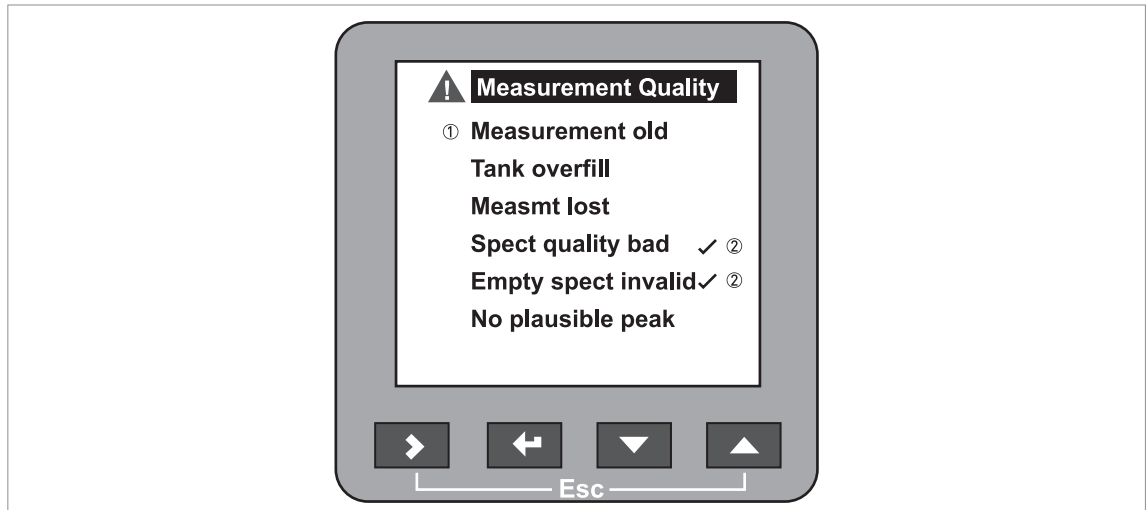 Measurement Quality
① Measurement old
Tank overfill
Measmt lost
Spect quality bad ✓ ②
Empty spect invalid ✓ ②
No plausible peak
Esc